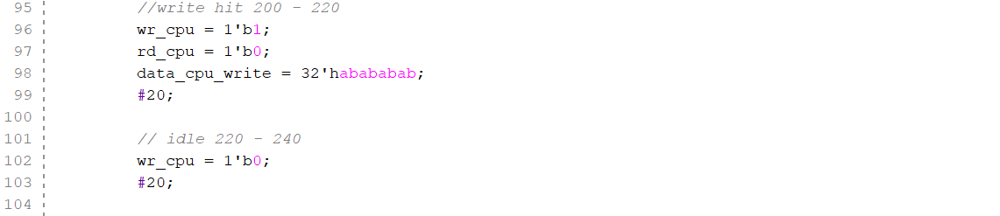 95 //write hit 200 - 220
96 wr_cpu = 1'b1;
97 rd_cpu = 1'b0;
98 data_cpu_write = 32'habababab;
99 #20;
100
101 // idle 220 - 240
102 wr_cpu = 1'b0;
103 #20;
104